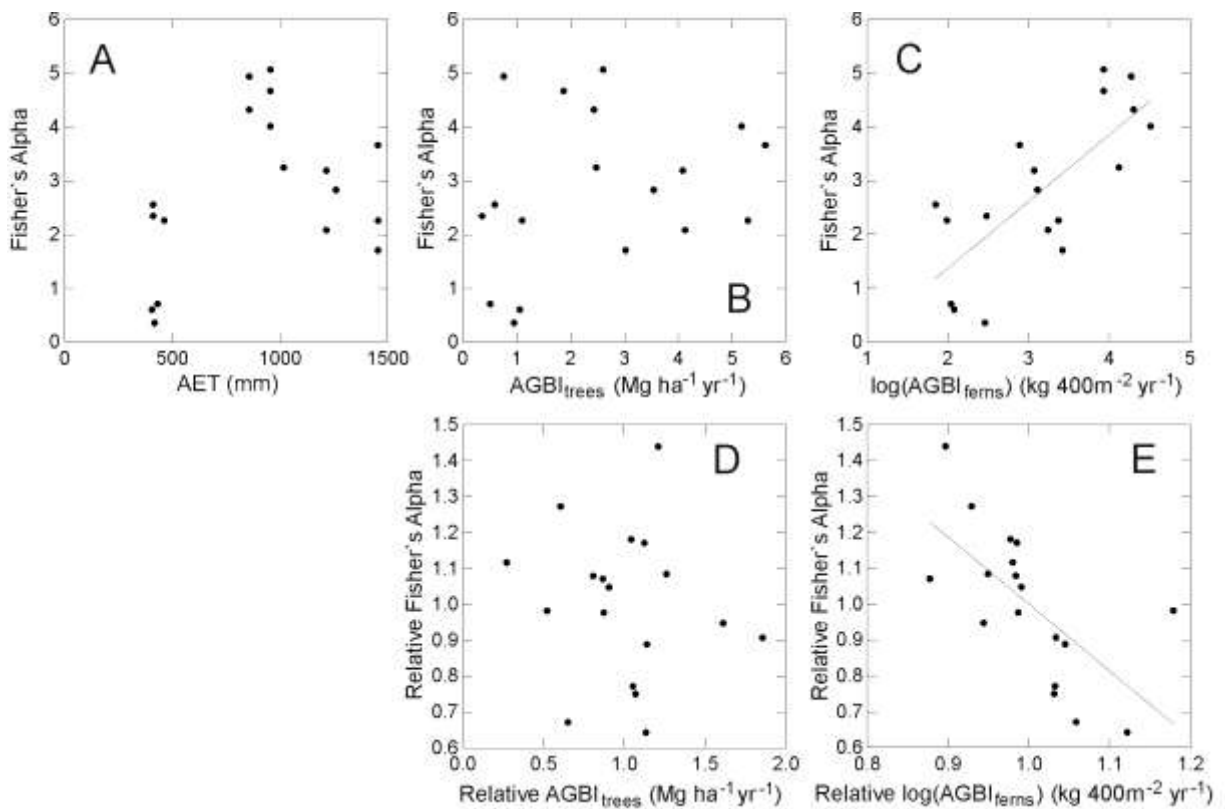 A
Fisher`s Alpha
6
5
4
3
2
1
0
0 500 1000 1500
AET (mm)
B
Fisher`s Alpha
6
5
4
3
2
1
0
0 1 2 3 4 5 6
AGBI_trees (Mg ha⁻¹ yr⁻¹)
C
Fisher`s Alpha
6
5
4
3
2
1
0
1 2 3 4 5
log(AGBI_ferns) (kg 400m⁻² yr⁻¹)
D
Relative Fisher`s Alpha
1.5
1.4
1.3
1.2
1.1
1.0
0.9
0.8
0.7
0.6
0.0 0.5 1.0 1.5 2.0
Relative AGBI_trees (Mg ha⁻¹yr⁻¹)
E
Relative Fisher`s Alpha
1.5
1.4
1.3
1.2
1.1
1.0
0.9
0.8
0.7
0.6
0.8 0.9 1.0 1.1 1.2
Relative log(AGBI_ferns) (kg 400m⁻² yr⁻¹)